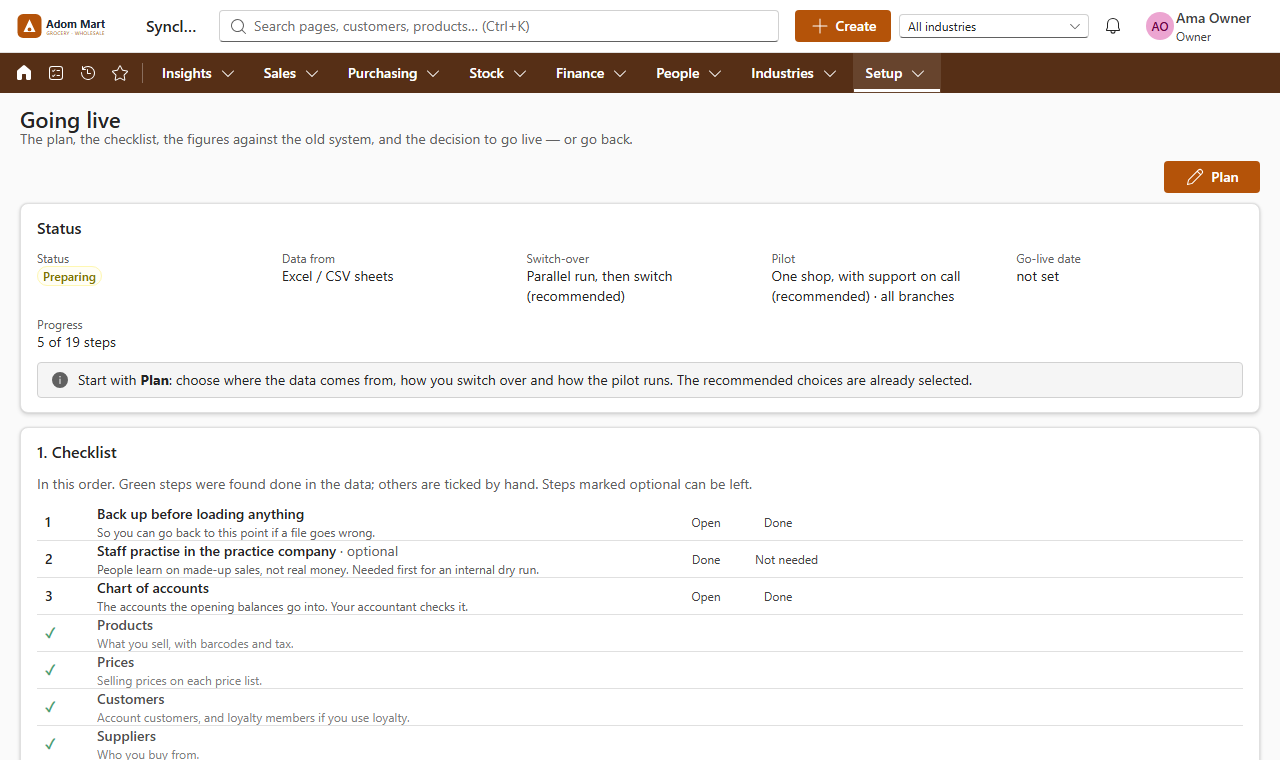 Adom Mart
GROCERY · WHOLESALE
Syncl...
Search pages, customers, products... (Ctrl+K)
Create
All industries
AO
Ama Owner
Owner
Insights
Sales
Purchasing
Stock
Finance
People
Industries
Setup
Going live
The plan, the checklist, the figures against the old system, and the decision to go live — or go back.
Plan
Status
Status
Preparing
Data from
Excel / CSV sheets
Switch-over
Parallel run, then switch
(recommended)
Pilot
One shop, with support on call
(recommended) · all branches
Go-live date
not set
Progress
5 of 19 steps
Start with Plan: choose where the data comes from, how you switch over and how the pilot runs. The recommended choices are already selected.
1. Checklist
In this order. Green steps were found done in the data; others are ticked by hand. Steps marked optional can be left.
1
Back up before loading anything
So you can go back to this point if a file goes wrong.
Open
Done
2
Staff practise in the practice company · optional
People learn on made-up sales, not real money. Needed first for an internal dry run.
Done
Not needed
3
Chart of accounts
The accounts the opening balances go into. Your accountant checks it.
Open
Done
✓
Products
What you sell, with barcodes and tax.
✓
Prices
Selling prices on each price list.
✓
Customers
Account customers, and loyalty members if you use loyalty.
✓
Suppliers
Who you buy from.